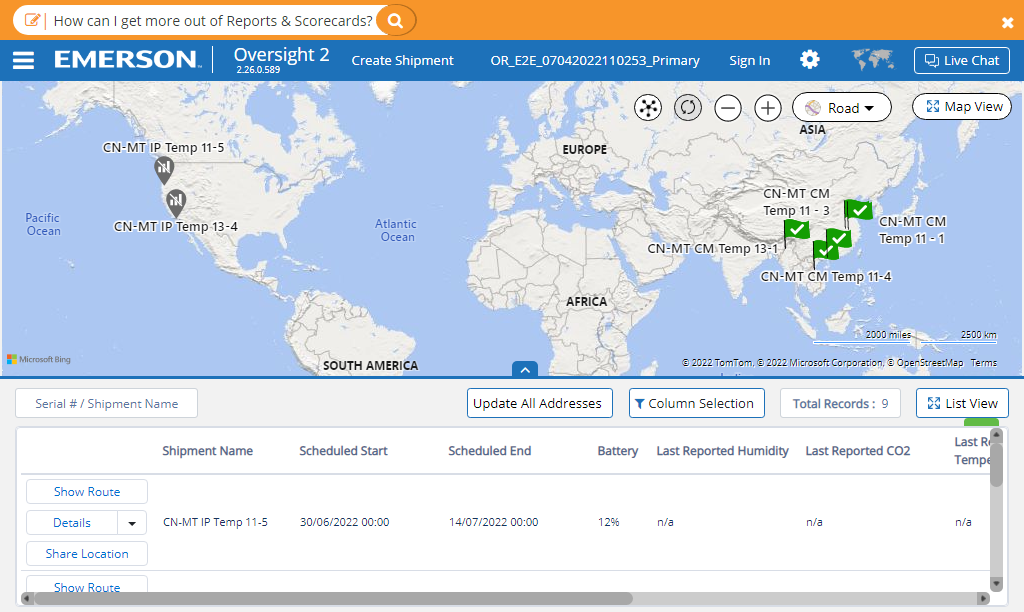 How can I get more out of Reports & Scorecards?
EMERSON
Oversight 2
2.26.0.589
Create Shipment
OR_E2E_07042022110253_Primary
Sign In
Live Chat
Road
Map View
ASIA
EUROPE
CN-MT IP Temp 11-5
CN-MT IP Temp 13-4
Pacific
Ocean
Atlantic
Ocean
CN-MT CM
Temp 11 - 3
CN-MT CM
Temp 11 - 1
CN-MT CM Temp 13-1
CN-MT CM Temp 11-4
AFRICA
SOUTH AMERICA
2000 miles
2500 km
Microsoft Bing
© 2022 TomTom, © 2022 Microsoft Corporation, © OpenStreetMap Terms
Serial # / Shipment Name
Update All Addresses
Column Selection
Total Records : 9
List View
Shipment Name
Scheduled Start
Scheduled End
Battery
Last Reported Humidity
Last Reported CO2
Last Re
Tempe
Show Route
Details
CN-MT IP Temp 11-5
30/06/2022 00:00
14/07/2022 00:00
12%
n/a
n/a
n/a
Share Location
Show Route